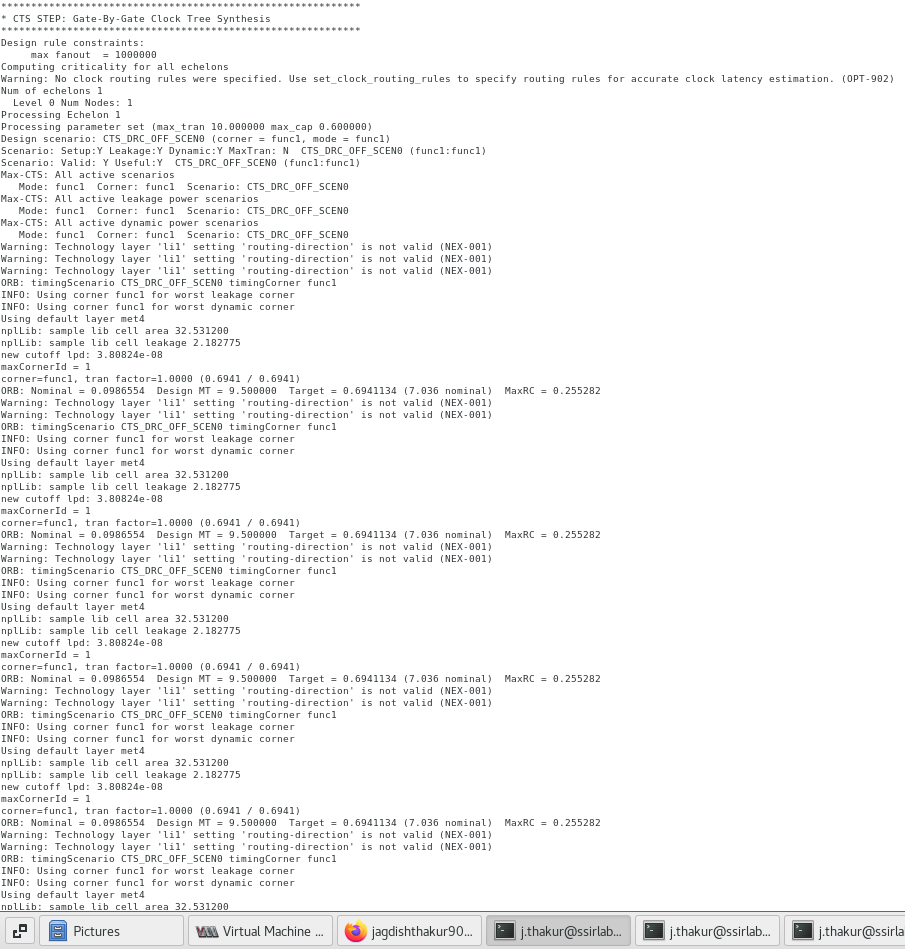 ************************************************************
* CTS STEP: Gate-By-Gate Clock Tree Synthesis
************************************************************
Design rule constraints:
     max fanout  = 1000000
Computing criticality for all echelons
Warning: No clock routing rules were specified. Use set_clock_routing_rules to specify routing rules for accurate clock latency estimation. (OPT-902)
Num of echelons 1
  Level 0 Num Nodes: 1
Processing Echelon 1
Processing parameter set (max_tran 10.000000 max_cap 0.600000)
Design scenario: CTS_DRC_OFF_SCEN0 (corner = func1, mode = func1)
Scenario: Setup:Y Leakage:Y Dynamic:Y MaxTran: N  CTS_DRC_OFF_SCEN0 (func1:func1)
Scenario: Valid: Y Useful:Y  CTS_DRC_OFF_SCEN0 (func1:func1)
Max-CTS: All active scenarios
   Mode: func1  Corner: func1  Scenario: CTS_DRC_OFF_SCEN0
Max-CTS: All active leakage power scenarios
   Mode: func1  Corner: func1  Scenario: CTS_DRC_OFF_SCEN0
Max-CTS: All active dynamic power scenarios
   Mode: func1  Corner: func1  Scenario: CTS_DRC_OFF_SCEN0
Warning: Technology layer 'li1' setting 'routing-direction' is not valid (NEX-001)
Warning: Technology layer 'li1' setting 'routing-direction' is not valid (NEX-001)
Warning: Technology layer 'li1' setting 'routing-direction' is not valid (NEX-001)
ORB: timingScenario CTS_DRC_OFF_SCEN0 timingCorner func1
INFO: Using corner func1 for worst leakage corner
INFO: Using corner func1 for worst dynamic corner
Using default layer met4
nplLib: sample lib cell area 32.531200
nplLib: sample lib cell leakage 2.182775
new cutoff lpd: 3.80824e-08
maxCornerId = 1
corner=func1, tran factor=1.0000 (0.6941 / 0.6941)
ORB: Nominal = 0.0986554  Design MT = 9.500000  Target = 0.6941134 (7.036 nominal)  MaxRC = 0.255282
Warning: Technology layer 'li1' setting 'routing-direction' is not valid (NEX-001)
Warning: Technology layer 'li1' setting 'routing-direction' is not valid (NEX-001)
ORB: timingScenario CTS_DRC_OFF_SCEN0 timingCorner func1
INFO: Using corner func1 for worst leakage corner
INFO: Using corner func1 for worst dynamic corner
Using default layer met4
nplLib: sample lib cell area 32.531200
nplLib: sample lib cell leakage 2.182775
new cutoff lpd: 3.80824e-08
maxCornerId = 1
corner=func1, tran factor=1.0000 (0.6941 / 0.6941)
ORB: Nominal = 0.0986554  Design MT = 9.500000  Target = 0.6941134 (7.036 nominal)  MaxRC = 0.255282
Warning: Technology layer 'li1' setting 'routing-direction' is not valid (NEX-001)
Warning: Technology layer 'li1' setting 'routing-direction' is not valid (NEX-001)
ORB: timingScenario CTS_DRC_OFF_SCEN0 timingCorner func1
INFO: Using corner func1 for worst leakage corner
INFO: Using corner func1 for worst dynamic corner
Using default layer met4
nplLib: sample lib cell area 32.531200
nplLib: sample lib cell leakage 2.182775
new cutoff lpd: 3.80824e-08
maxCornerId = 1
corner=func1, tran factor=1.0000 (0.6941 / 0.6941)
ORB: Nominal = 0.0986554  Design MT = 9.500000  Target = 0.6941134 (7.036 nominal)  MaxRC = 0.255282
Warning: Technology layer 'li1' setting 'routing-direction' is not valid (NEX-001)
Warning: Technology layer 'li1' setting 'routing-direction' is not valid (NEX-001)
ORB: timingScenario CTS_DRC_OFF_SCEN0 timingCorner func1
INFO: Using corner func1 for worst leakage corner
INFO: Using corner func1 for worst dynamic corner
Using default layer met4
nplLib: sample lib cell area 32.531200
nplLib: sample lib cell leakage 2.182775
new cutoff lpd: 3.80824e-08
maxCornerId = 1
corner=func1, tran factor=1.0000 (0.6941 / 0.6941)
ORB: Nominal = 0.0986554  Design MT = 9.500000  Target = 0.6941134 (7.036 nominal)  MaxRC = 0.255282
Warning: Technology layer 'li1' setting 'routing-direction' is not valid (NEX-001)
Warning: Technology layer 'li1' setting 'routing-direction' is not valid (NEX-001)
ORB: timingScenario CTS_DRC_OFF_SCEN0 timingCorner func1
INFO: Using corner func1 for worst leakage corner
INFO: Using corner func1 for worst dynamic corner
Using default layer met4
nplLib: sample lib cell area 32.531200
Pictures  Virtual Machine ...  jagdishthakur90...  j.thakur@ssirlab...  j.thakur@ssirlab...  j.thakur@ssirlab